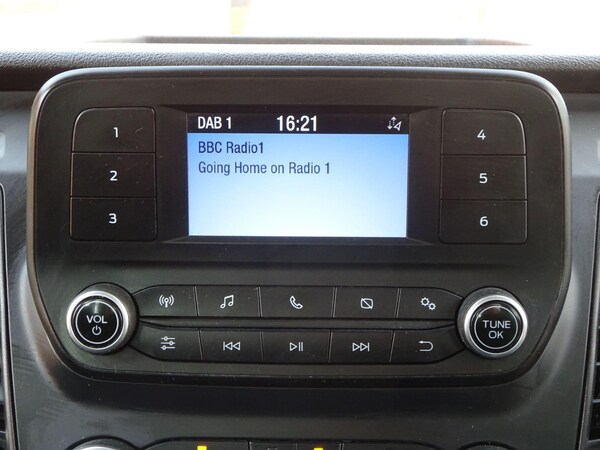 DAB 1 16:21
BBC Radio1
Going Home on Radio 1
1
2
3
4
5
6
VOL
TUNE
OK